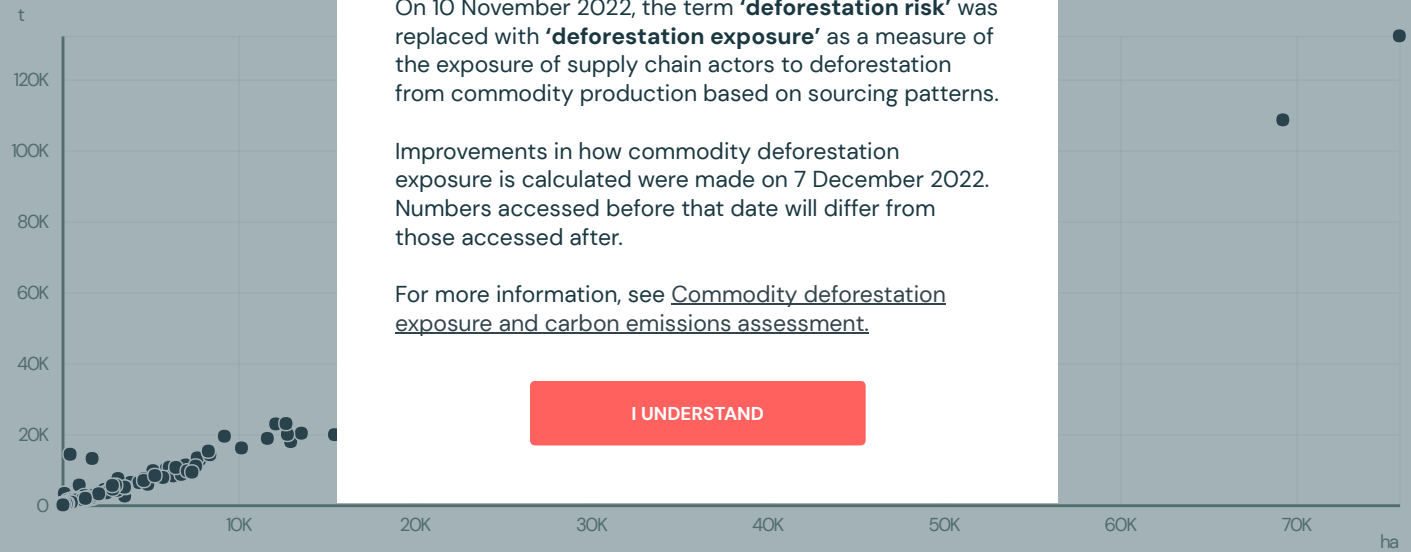 t
120K
100K
80K
60K
40K
20K
0
On 10 November 2022, the term ‘deforestation risk’ was
replaced with ‘deforestation exposure’ as a measure of
the exposure of supply chain actors to deforestation
from commodity production based on sourcing patterns.
Improvements in how commodity deforestation
exposure is calculated were made on 7 December 2022.
Numbers accessed before that date will differ from
those accessed after.
For more information, see Commodity deforestation
exposure and carbon emissions assessment.
I UNDERSTAND
10K 20K 30K 40K 50K 60K 70K
ha